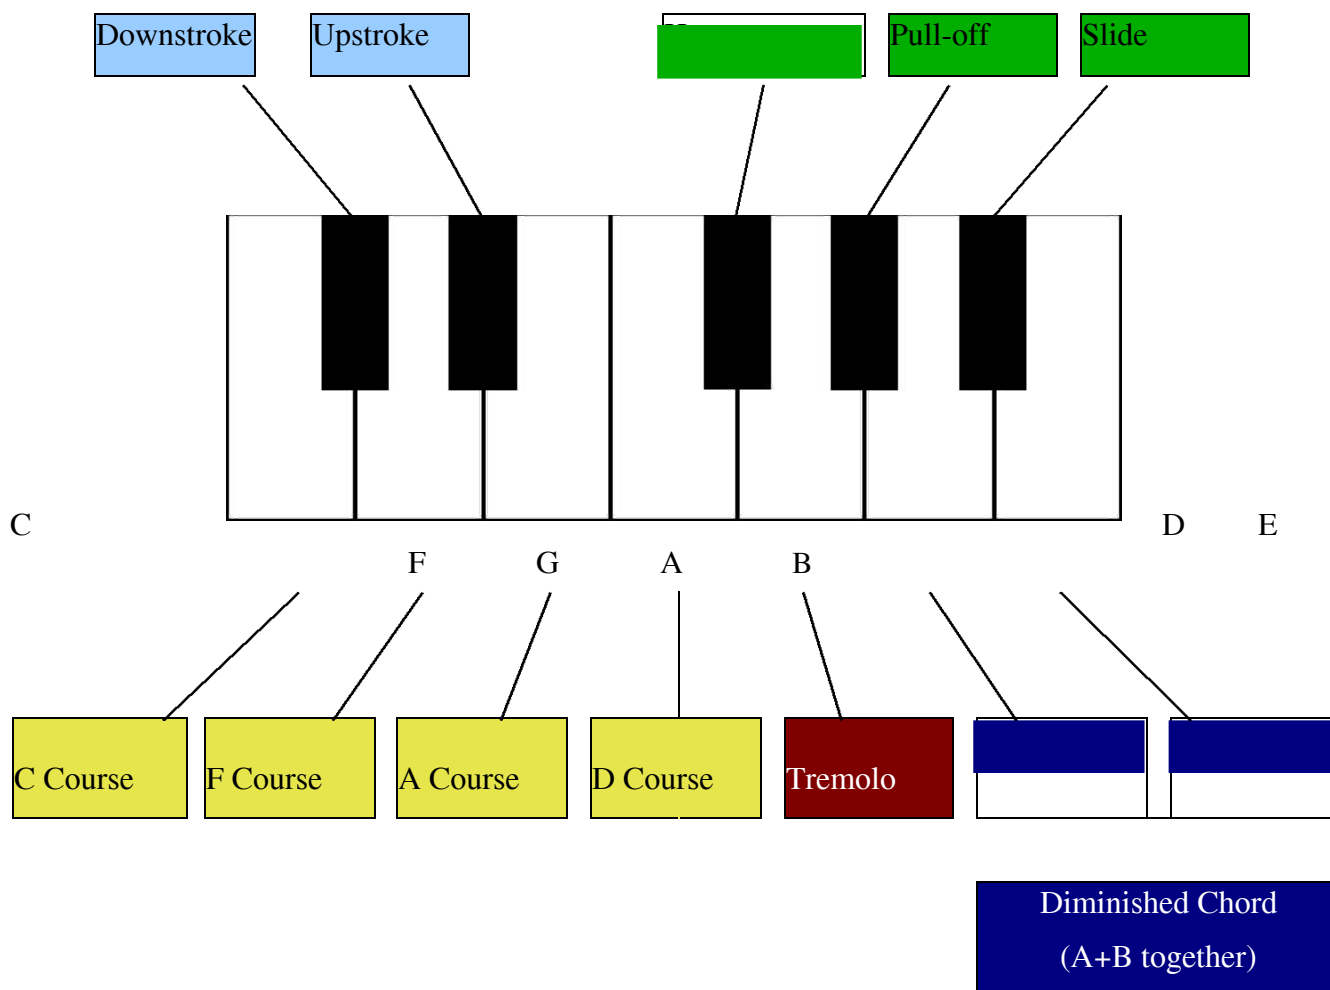 Downstroke
Upstroke
Pull-off
Slide
C
D
E
F
G
A
B
C Course
F Course
A Course
D Course
Tremolo
Diminished Chord
(A+B together)